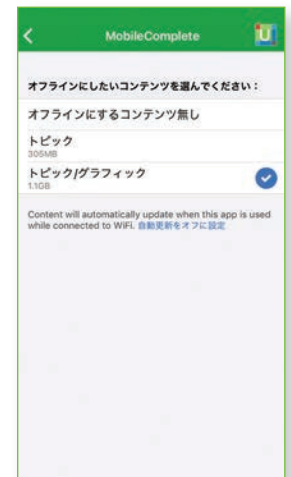 MobileComplete
オフラインにしたいコンテンツを選んでください：
オフラインにするコンテンツ無し
トピック
305MB
トピック/グラフィック
1.1GB
Content will automatically update when this app is used
while connected to WiFi. 自動更新をオフに設定